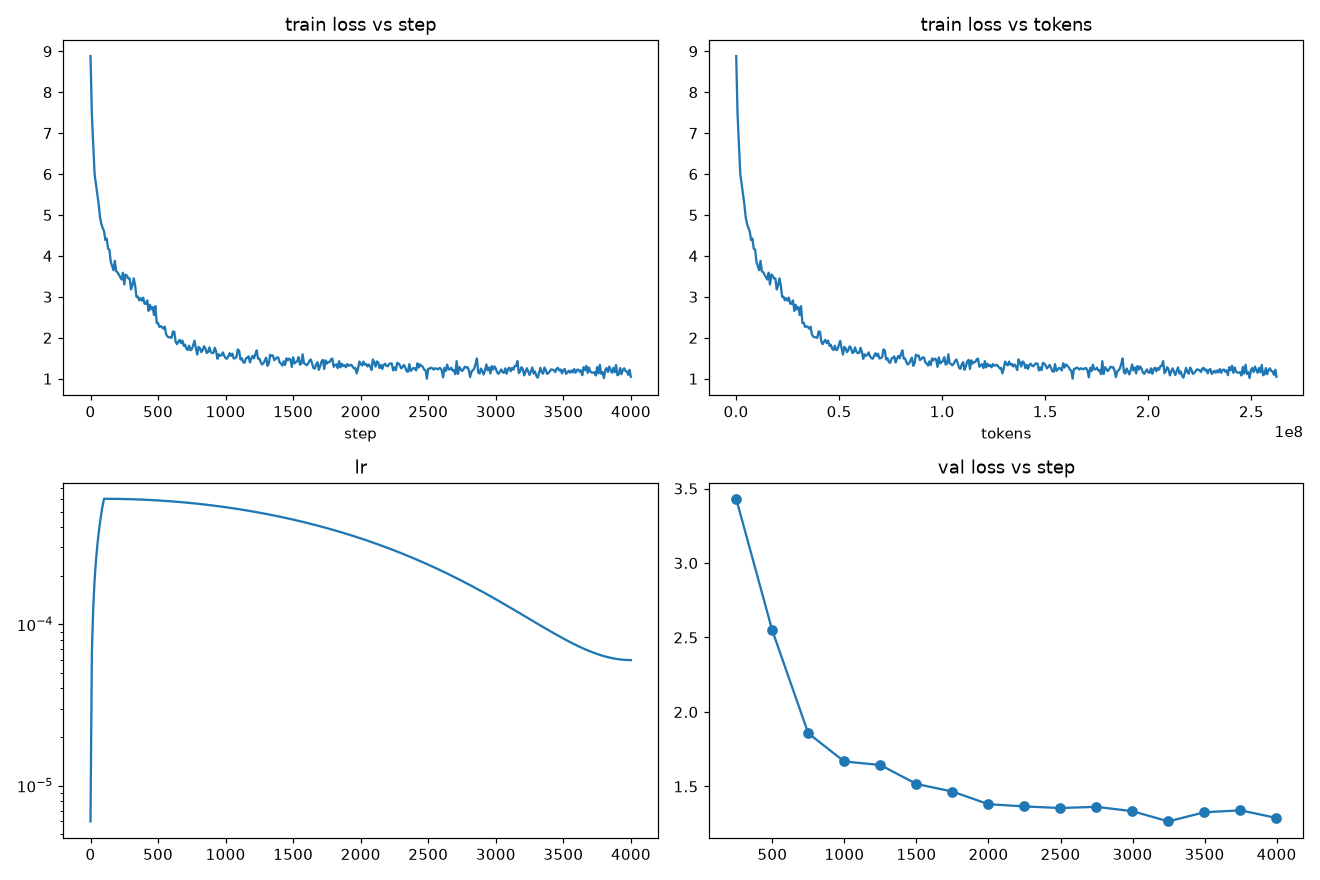 train loss vs step
9
8
7
6
5
4
3
2
1
0 500 1000 1500 2000 2500 3000 3500 4000
step
train loss vs tokens
9
8
7
6
5
4
3
2
1
0.0 0.5 1.0 1.5 2.0 2.5
tokens
1e8
lr
10⁻⁴
10⁻⁵
0 500 1000 1500 2000 2500 3000 3500 4000
val loss vs step
3.5
3.0
2.5
2.0
1.5
500 1000 1500 2000 2500 3000 3500 4000